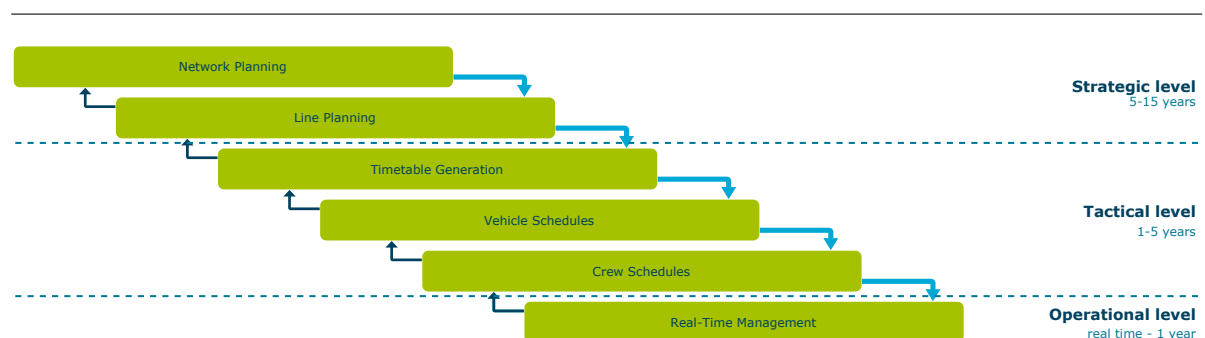 Network Planning
Strategic level
5-15 years
Line Planning
Timetable Generation
Tactical level
1-5 years
Vehicle Schedules
Crew Schedules
Operational level
Real-Time Management
real time - 1 year